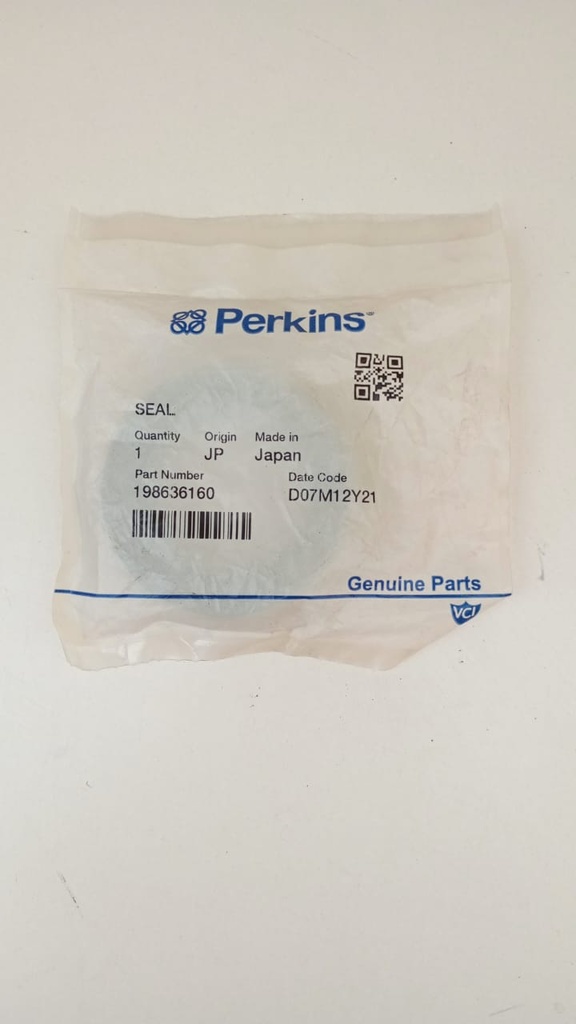 Perkins
SEAL
Quantity Origin Made in
1 JP Japan
Part Number Date Code
198636160 D07M12Y21
Genuine Parts
VCI